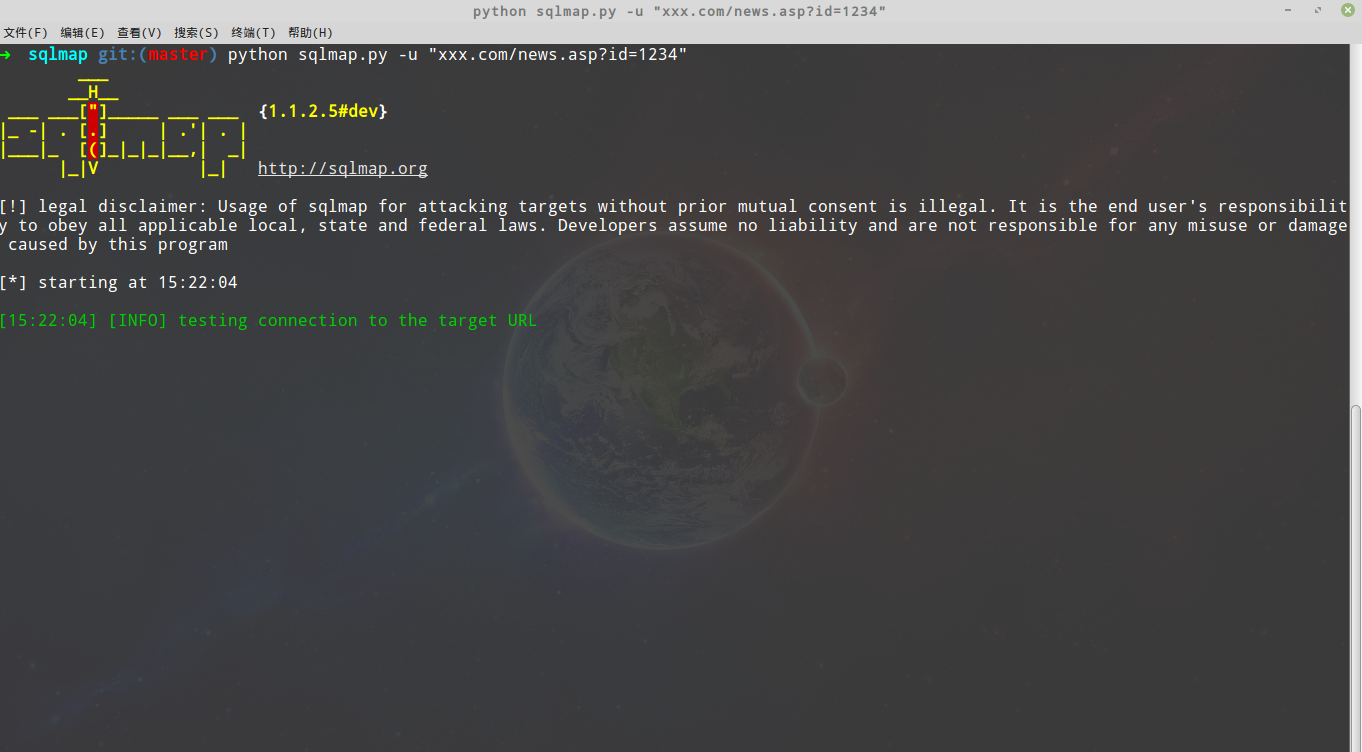 python sqlmap.py -u "xxx.com/news.asp?id=1234"
文件(F) 编辑(E) 查看(V) 搜索(S) 终端(T) 帮助(H)
➜  sqlmap git:(master) python sqlmap.py -u "xxx.com/news.asp?id=1234"
        ___
       __H__
 ___ ___["]_____ ___ ___  {1.1.2.5#dev}
|_ -| . [.]     | .'| . |
|___|_  [(]_|_|_|__,|  _|
      |_|V          |_|   http://sqlmap.org
[!] legal disclaimer: Usage of sqlmap for attacking targets without prior mutual consent is illegal. It is the end user's responsibilit
y to obey all applicable local, state and federal laws. Developers assume no liability and are not responsible for any misuse or damage
 caused by this program
[*] starting at 15:22:04
[15:22:04] [INFO] testing connection to the target URL